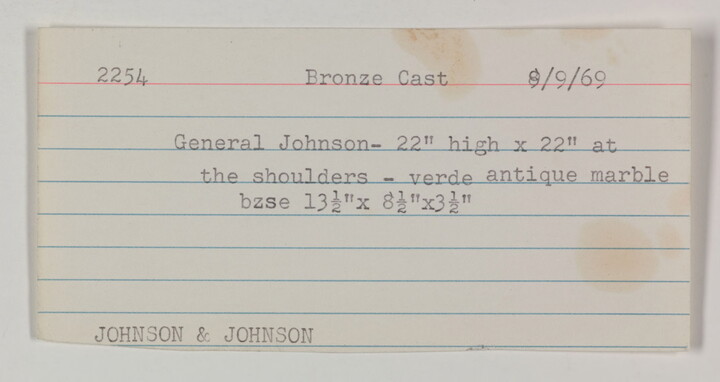 2254 Bronze Cast 8/9/69
General Johnson- 22" high x 22" at
the shoulders - verde antique marble
bzse 13½"x 8½"x3½"
JOHNSON & JOHNSON